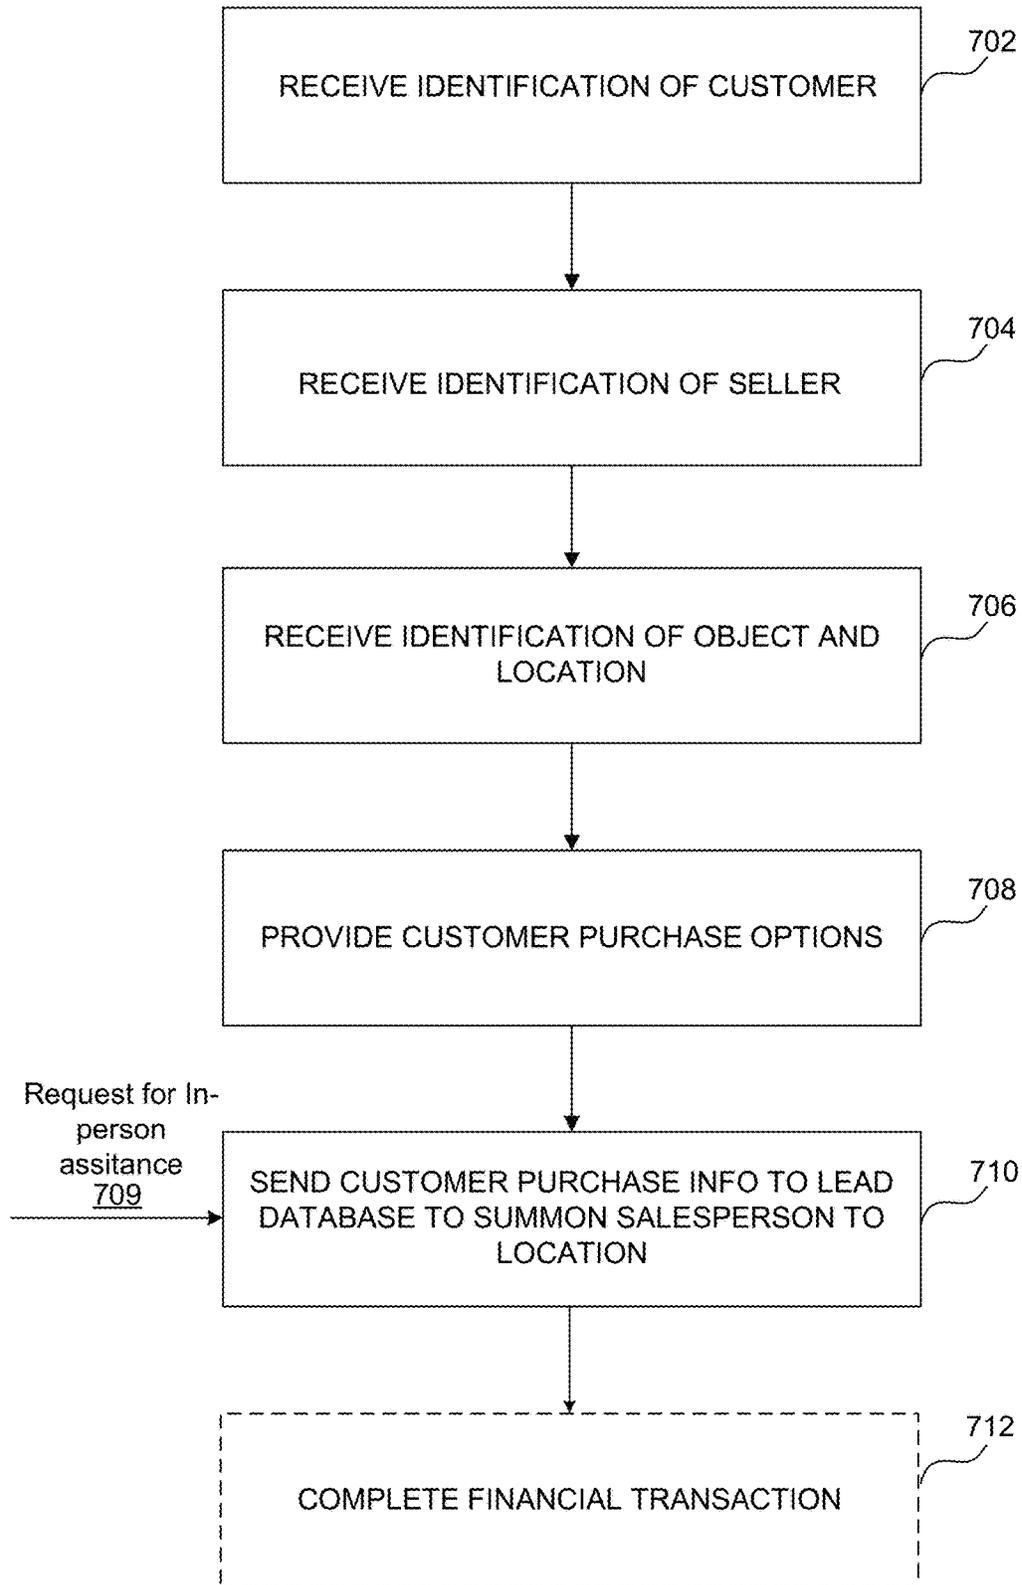 702
RECEIVE IDENTIFICATION OF CUSTOMER
704
RECEIVE IDENTIFICATION OF SELLER
706
RECEIVE IDENTIFICATION OF OBJECT AND
LOCATION
708
PROVIDE CUSTOMER PURCHASE OPTIONS
Request for In-
person
assitance
709
710
SEND CUSTOMER PURCHASE INFO TO LEAD
DATABASE TO SUMMON SALESPERSON TO
LOCATION
712
COMPLETE FINANCIAL TRANSACTION